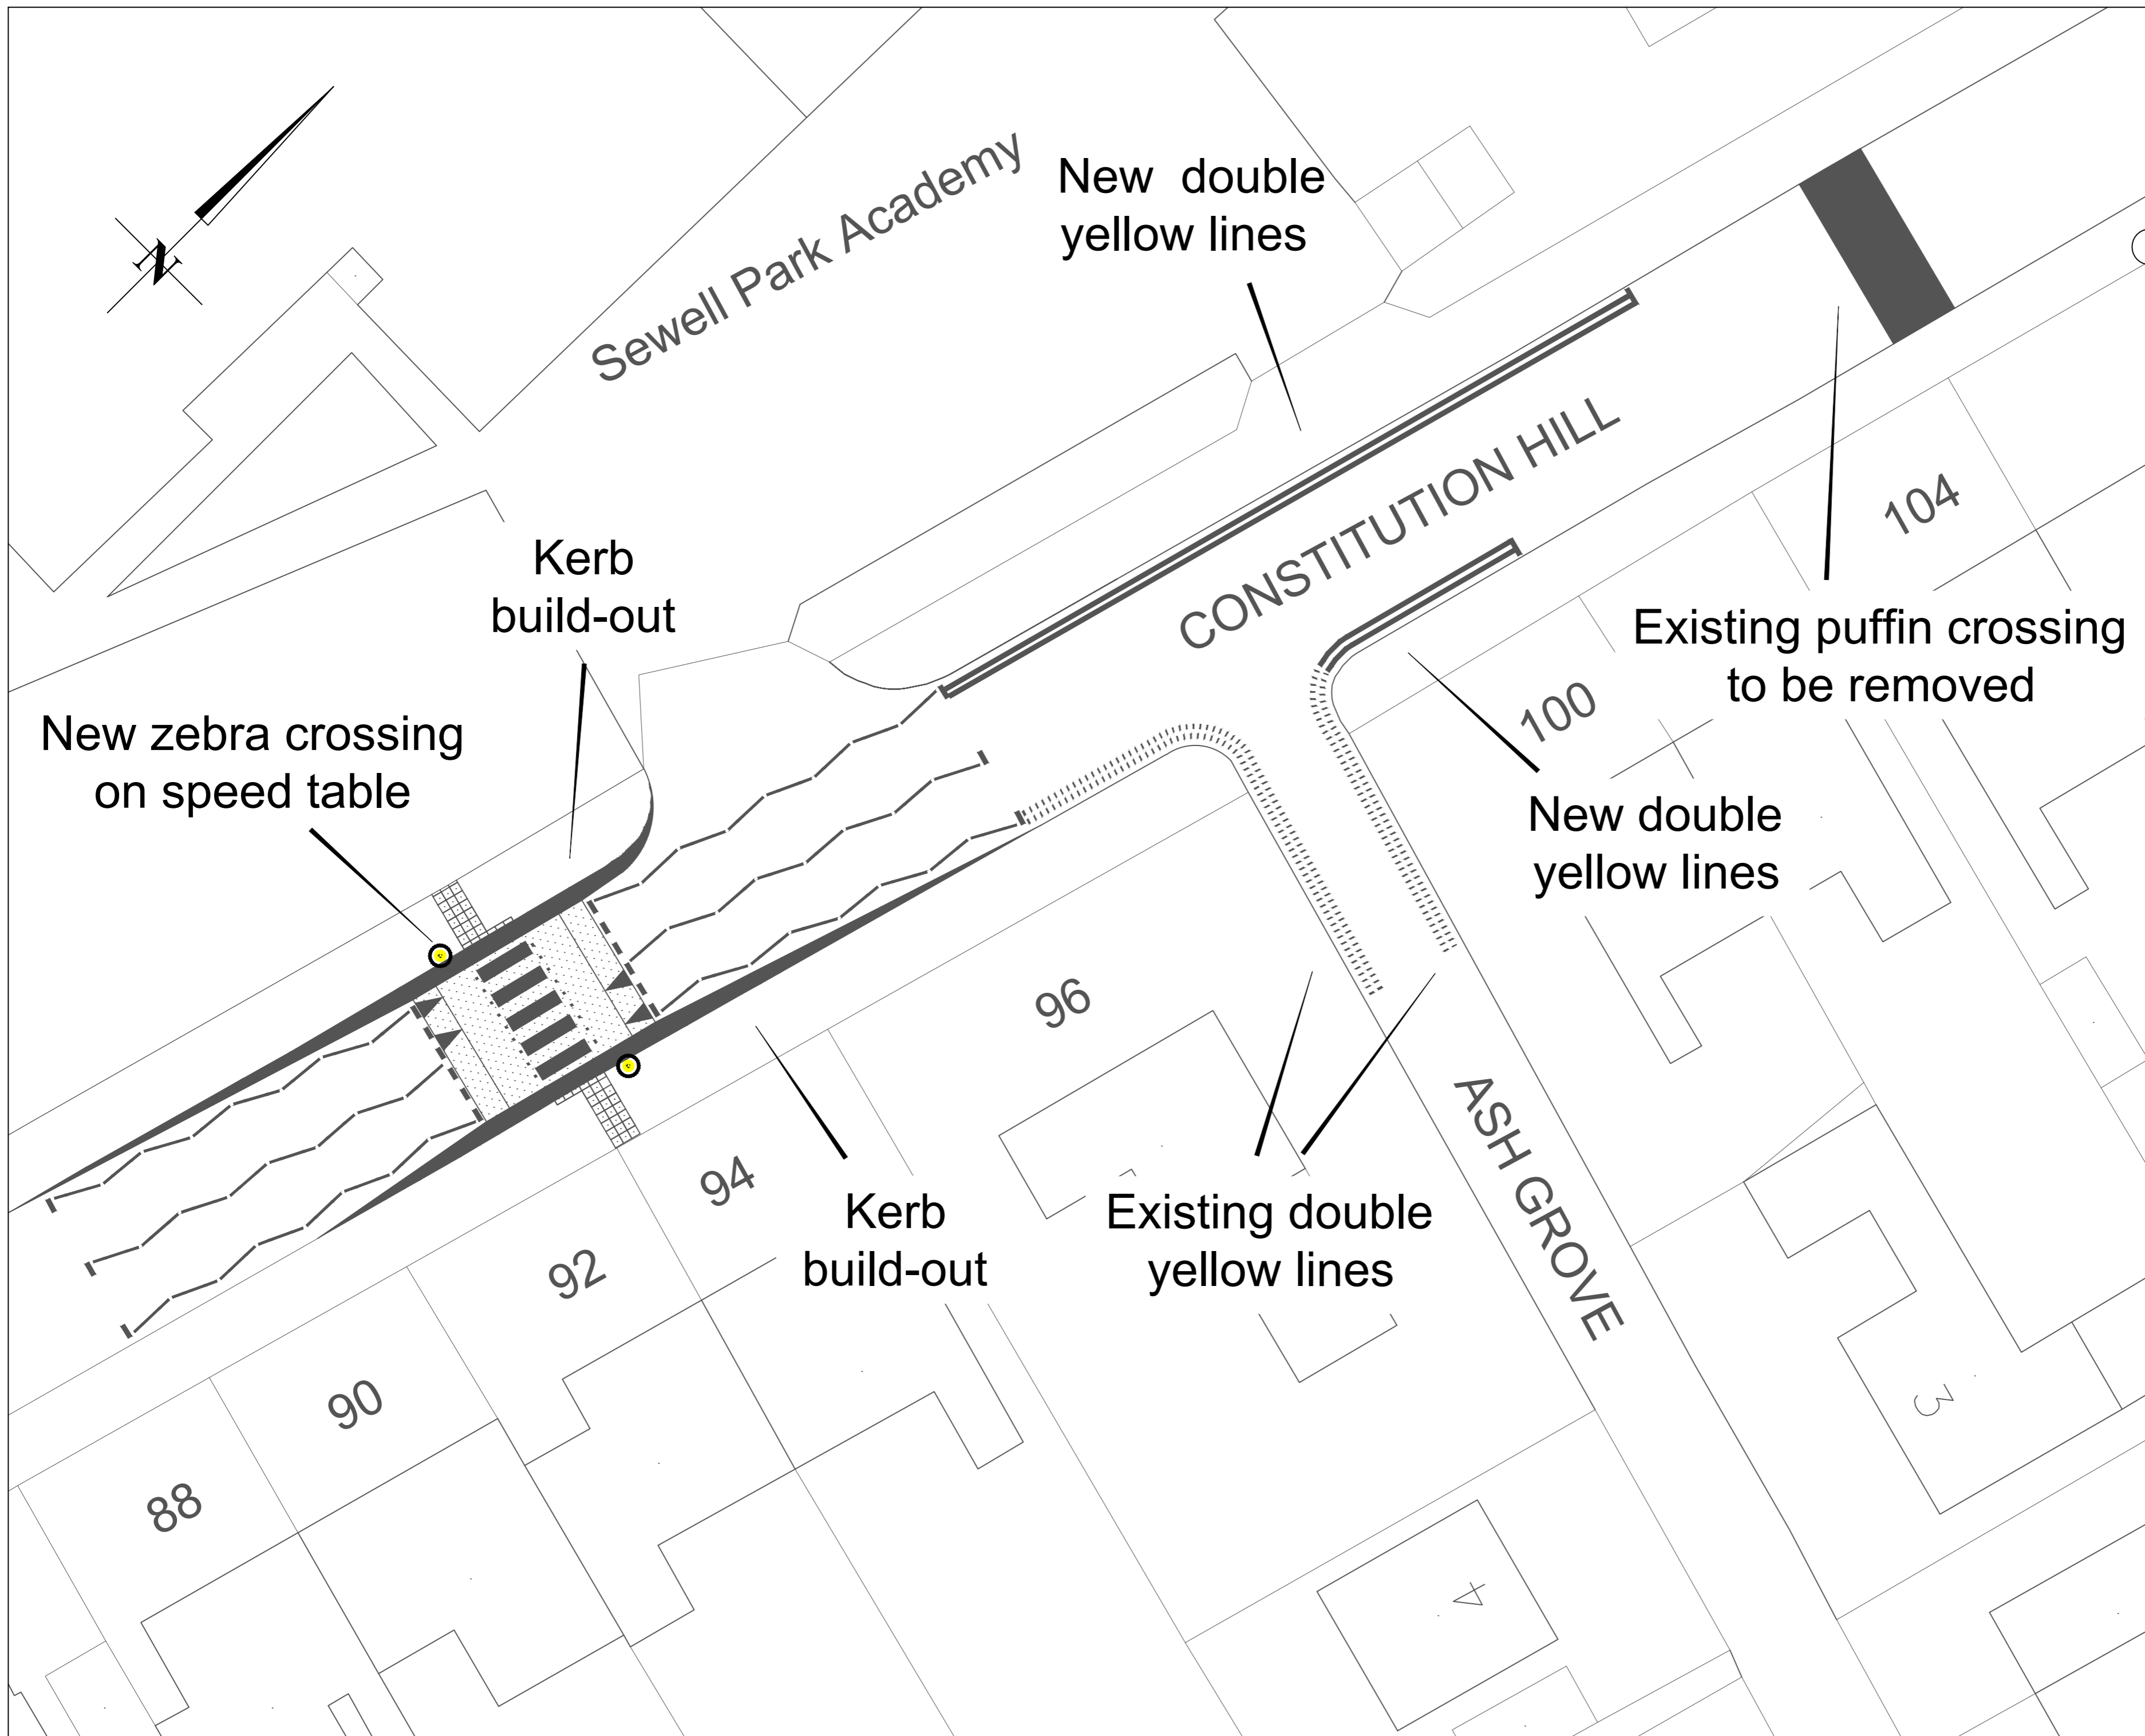 N
Sewell Park Academy
New double
yellow lines
CONSTITUTION HILL
104
Kerb
build-out
Existing puffin crossing
to be removed
100
New zebra crossing
on speed table
New double
yellow lines
96
94
Kerb
build-out
Existing double
yellow lines
ASH GROVE
92
90
88
3